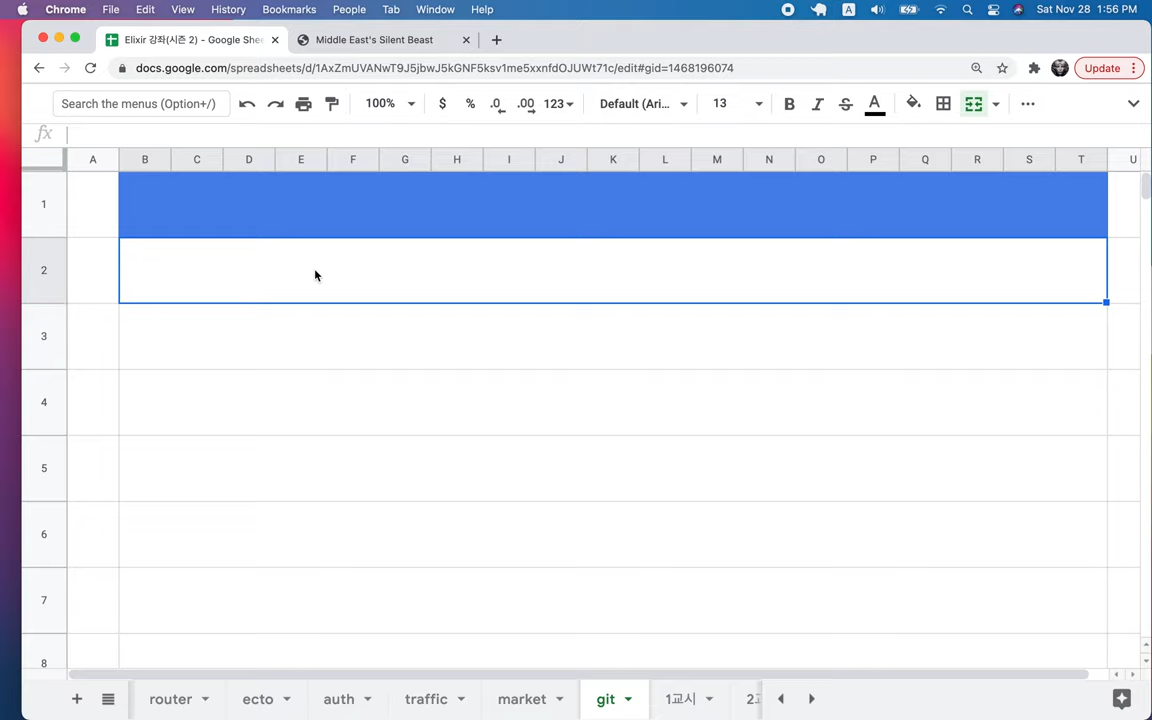 Chrome File Edit View History Bookmarks People Tab Window Help A Sat Nov 28 1:56 PM
Elixir 강좌(시즌 2) - Google She Middle East's Silent Beast
docs.google.com/spreadsheets/d/1AxZmUVANwT9J5jbwJ5kGNF5ksv1me5xxnfdOJUWt71c/edit#gid=1468196074 Update
Search the menus (Option+/) 100% $ % .0 .00 123 Default (Ari... 13 B I S A
fx
A B C D E F G H I J K L M N O P Q R S T U
1
2
3
4
5
6
7
8
router ecto auth traffic market git 1교시